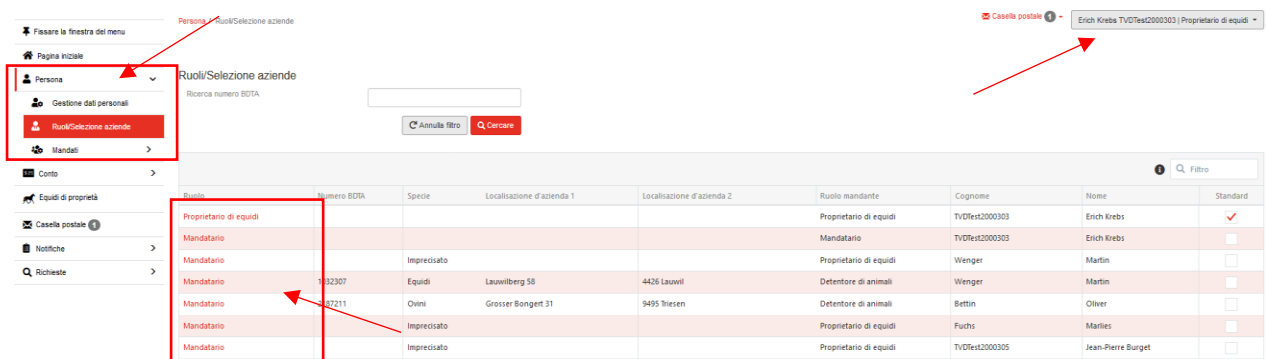 Persona / Ruoli/Selezione aziende
Casella postale 1
Erich Krebs TVDTest2000303 | Proprietario di equidi
Fissare la finestra del menu
Pagina iniziale
Persona
Gestione dati personali
Ruoli/Selezione aziende
Mandati
Conto
Equidi di proprietà
Casella postale 1
Notifiche
Richieste
Ruoli/Selezione aziende
Ricerca numero BDTA
Annulla filtro Cercare
Filtro
Ruolo Numero BDTA Specie Localisazione d'azienda 1 Localisazione d'azienda 2 Ruolo mandante Cognome Nome Standard
Proprietario di equidi Proprietario di equidi TVDTest2000303 Erich Krebs
Mandatario Mandatario TVDTest2000303 Erich Krebs
Mandatario Imprecisato Proprietario di equidi Wenger Martin
Mandatario Equidi Lauwilberg 58 4426 Lauwil Detentore di animali Wenger Martin
Mandatario Ovini Grosser Bongert 31 9495 Triesen Detentore di animali Bettin Oliver
Mandatario Imprecisato Proprietario di equidi Fuchs Marlies
Mandatario Imprecisato Proprietario di equidi TVDTest2000305 Jean-Pierre Burget